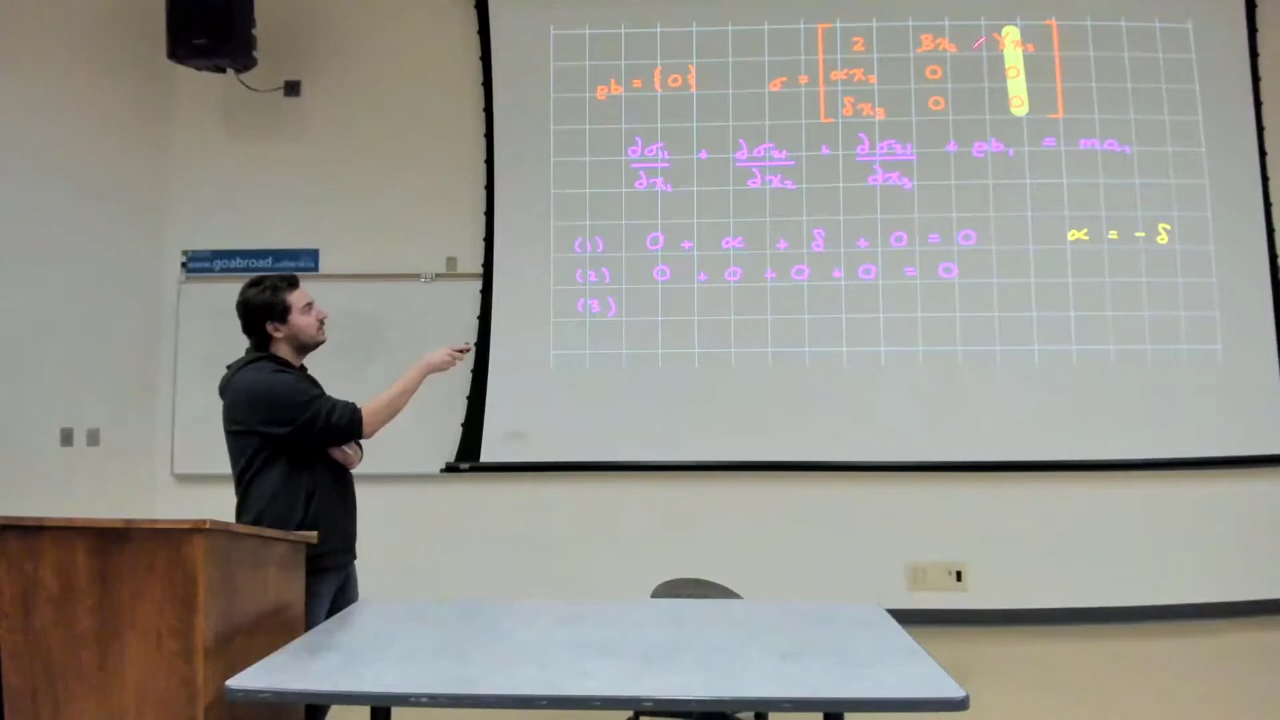 ρb = {0} σ = [ 2 βx₂ γx₃
αx₂ 0 0
δx₃ 0 0 ]
∂σ₁₁/∂x₁ + ∂σ₂₁/∂x₂ + ∂σ₃₁/∂x₃ + ρb₁ = ma₁
(1) 0 + α + δ + 0 = 0 α = - δ
(2) 0 + 0 + 0 + 0 = 0
(3)
www.goabroad